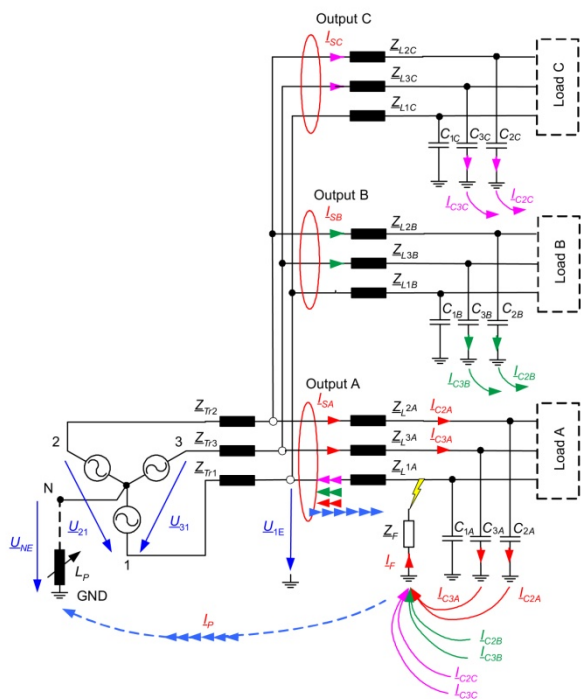 Output C
I_SC
Z_L2C
Z_L3C
Z_L1C
Load C
C_1C
C_3C
C_2C
I_C3C
I_C2C
Output B
I_SB
Z_L2B
Z_L3B
Z_L1B
Load B
C_1B
C_3B
C_2B
I_C3B
I_C2B
Output A
I_SA
Z_Tr2
Z_L2A
I_C2A
2
3
Z_Tr3
Z_L3A
I_C3A
Load A
Z_Tr1
Z_L1A
N
U_21
U_31
U_1E
C_1A
C_3A
C_2A
U_NE
L_P
1
Z_F
I_F
GND
I_C3A
I_C2A
I_P
I_C2B
I_C3B
I_C2C
I_C3C